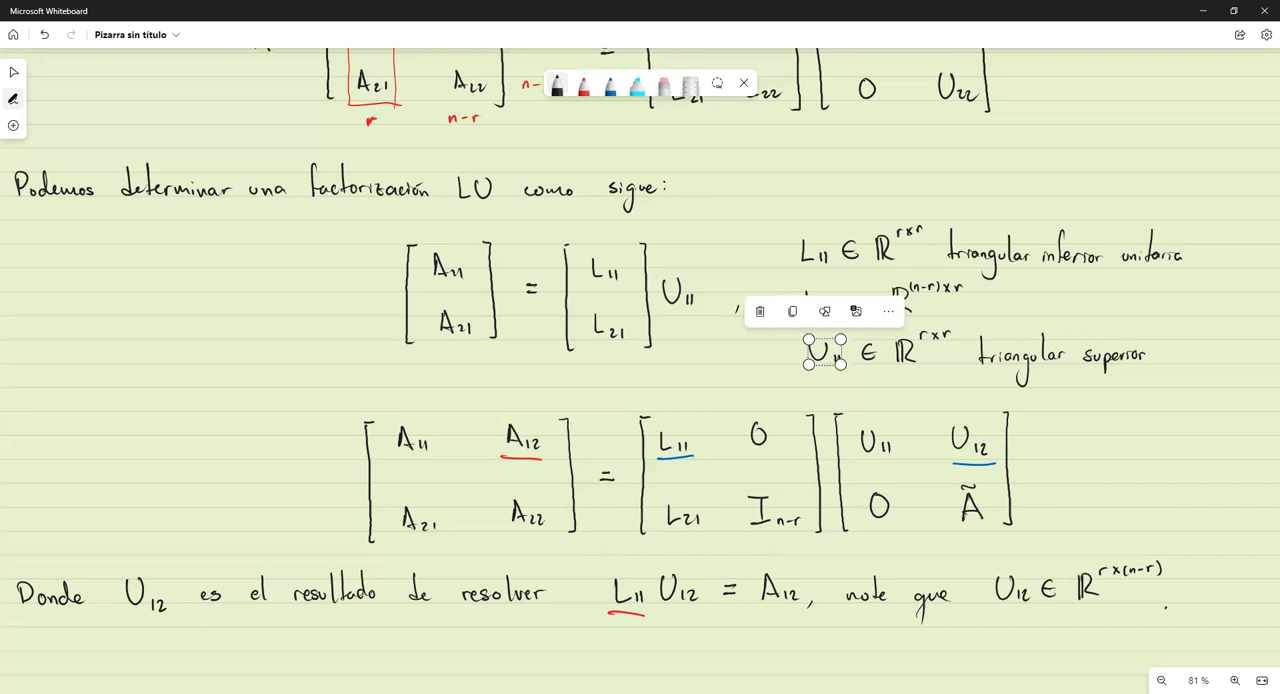 Microsoft Whiteboard
Pizarra sin título
A21 A22 n- 22 0 U22
r n-r
Podemos determinar una factorización LU como sigue:
[A11 A21] = [L11 L21] U11 ,
L11 ∈ ℝ^{r×r} triangular inferior unitaria
ℝ^{(n-r)×r}
U11 ∈ ℝ^{r×r} triangular superior
A11 A12 = L11 0 U11 U12
A21 A22 L21 I_{n-r} 0 Ã
Donde U12 es el resultado de resolver L11 U12 = A12, note que U12 ∈ ℝ^{r×(n-r)}.
81 %